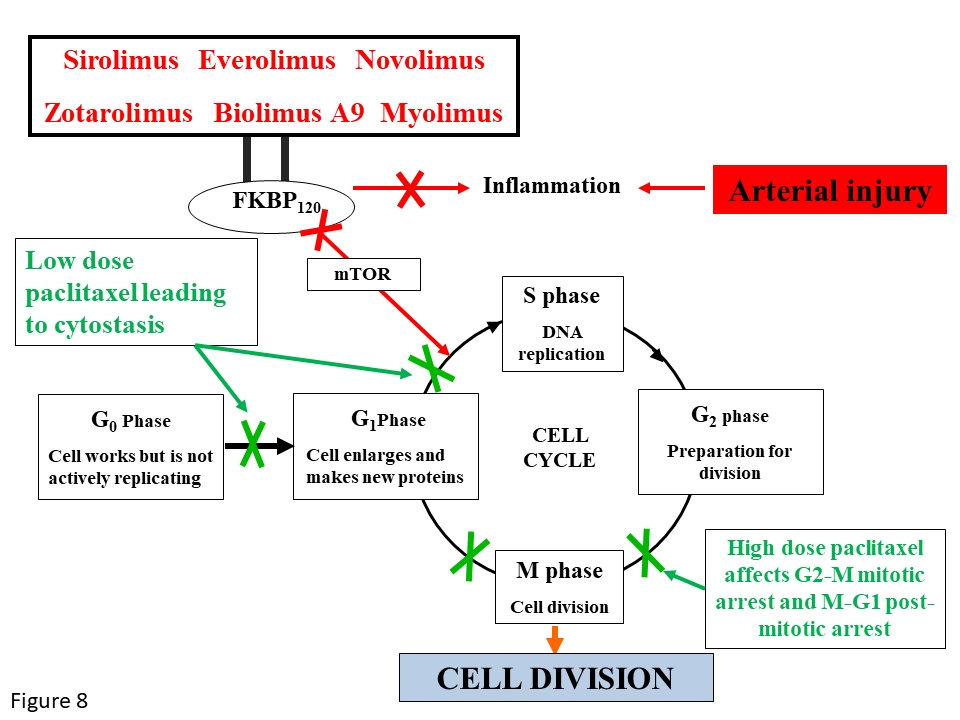 Sirolimus Everolimus Novolimus
Zotarolimus Biolimus A9 Myolimus
FKBP120
Inflammation
Arterial injury
Low dose
paclitaxel leading
to cytostasis
mTOR
S phase
DNA
replication
G0 Phase
Cell works but is not
actively replicating
G1Phase
Cell enlarges and
makes new proteins
CELL
CYCLE
G2 phase
Preparation for
division
M phase
Cell division
High dose paclitaxel
affects G2-M mitotic
arrest and M-G1 post-
mitotic arrest
CELL DIVISION
Figure 8